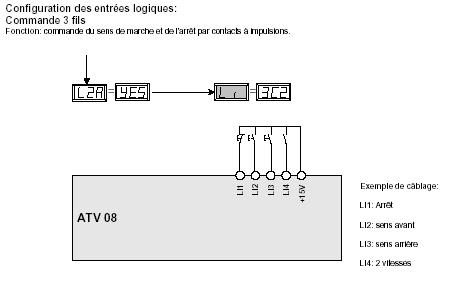 Configuration des entrées logiques:
Commande 3 fils
Fonction: commande du sens de marche et de l'arrêt par contacts à impulsions.
L2A = YES
L1 = 3C2
ATV 08
LI1
LI2
LI3
LI4
+15V
Exemple de câblage:
LI1: Arrêt
LI2: sens avant
LI3: sens arrière
LI4: 2 vitesses